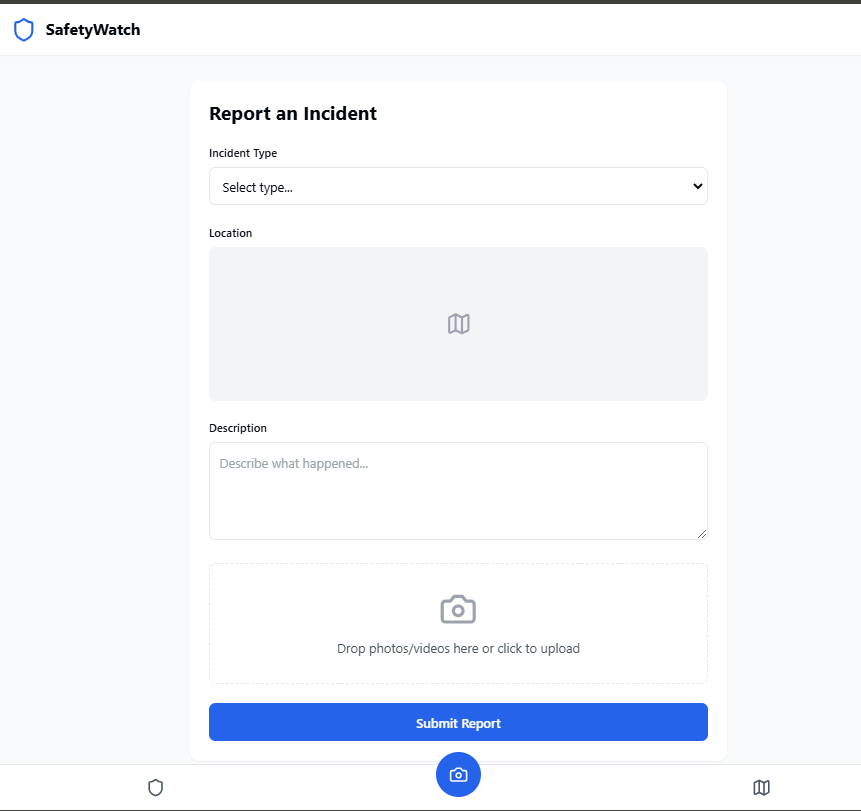 SafetyWatch
Report an Incident
Incident Type
Select type...
Location
Description
Describe what happened...
Drop photos/videos here or click to upload
Submit Report